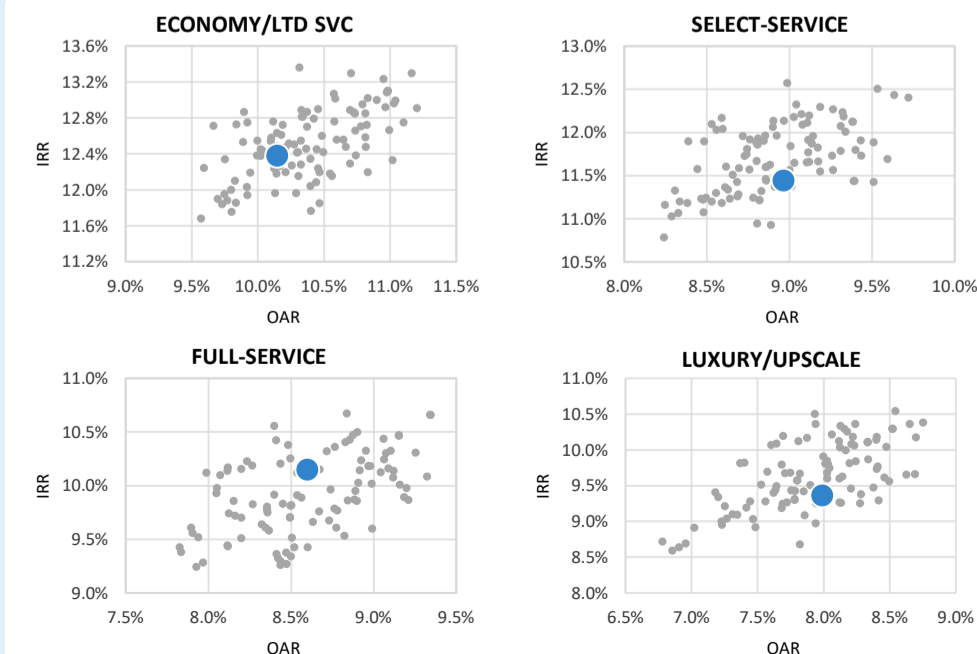 ECONOMY/LTD SVC
13.6%
13.2%
12.8%
12.4%
12.0%
11.6%
11.2%
IRR
9.0% 9.5% 10.0% 10.5% 11.0% 11.5%
OAR
SELECT-SERVICE
13.0%
12.5%
12.0%
11.5%
11.0%
10.5%
IRR
8.0% 8.5% 9.0% 9.5% 10.0%
OAR
FULL-SERVICE
11.0%
10.5%
10.0%
9.5%
9.0%
IRR
7.5% 8.0% 8.5% 9.0% 9.5%
OAR
LUXURY/UPSCALE
11.0%
10.5%
10.0%
9.5%
9.0%
8.5%
8.0%
IRR
6.5% 7.0% 7.5% 8.0% 8.5% 9.0%
OAR